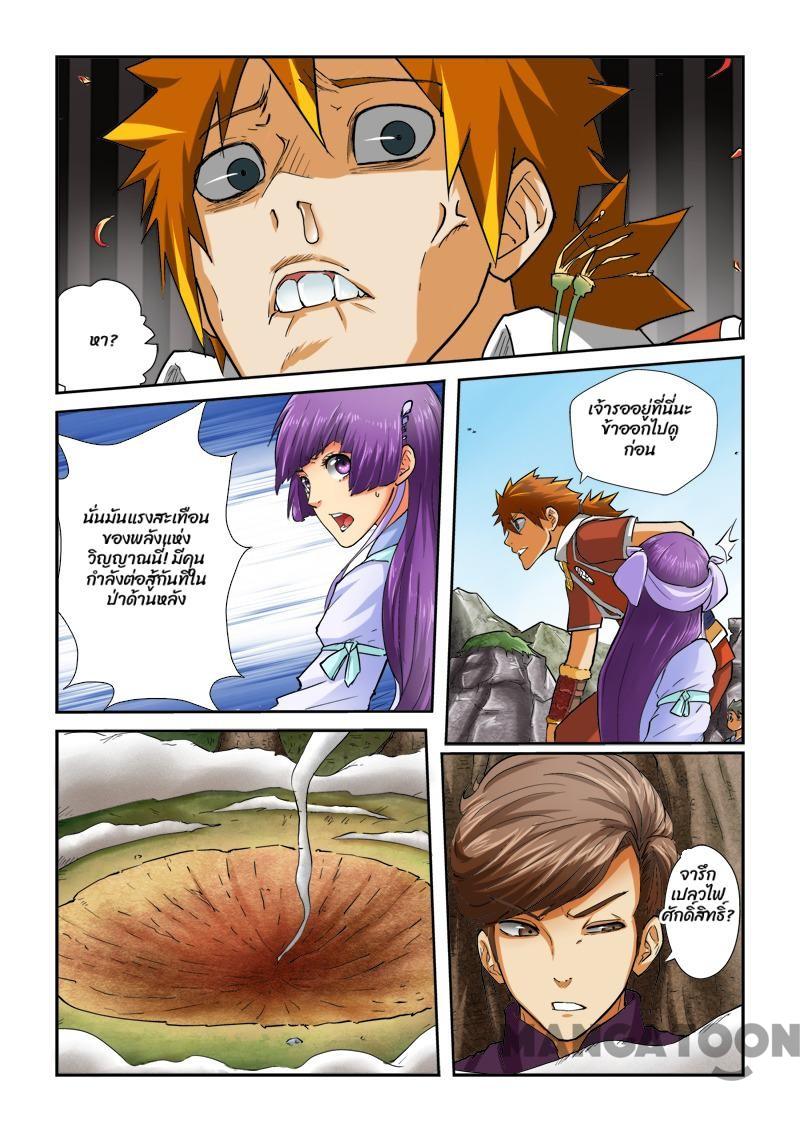 หา?
นั่นมันแรงสะเทือน
ของพลังแห่ง
วิญญาณนี่! มีคน
กำลังต่อสู้กันที่ใน
ป่าด้านหลัง
เจ้ารออยู่ที่นี่นะ
ข้าออกไปดู
ก่อน
จารึก
เปลวไฟ
ศักดิ์สิทธิ์?
MANGATOON